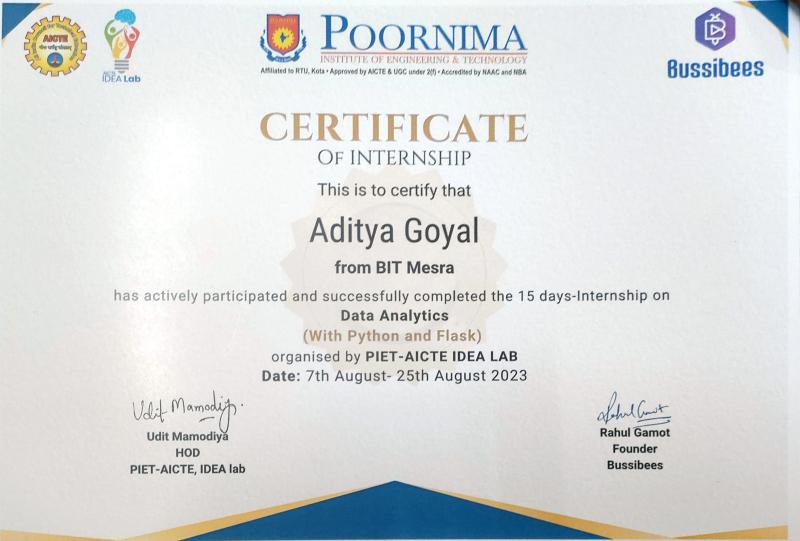 AICTE
AICTE
IDEA Lab
POORNIMA
INSTITUTE OF ENGINEERING & TECHNOLOGY
Affiliated to RTU, Kota • Approved by AICTE & UGC under 2(f) • Accredited by NAAC and NBA
Bussibees
CERTIFICATE
OF INTERNSHIP
This is to certify that
Aditya Goyal
from BIT Mesra
has actively participated and successfully completed the 15 days-Internship on
Data Analytics
(With Python and Flask)
organised by PIET-AICTE IDEA LAB
Date: 7th August- 25th August 2023
Udit Mamodiya.
Udit Mamodiya
HOD
PIET-AICTE, IDEA lab
Rahul Gamot
Rahul Gamot
Founder
Bussibees